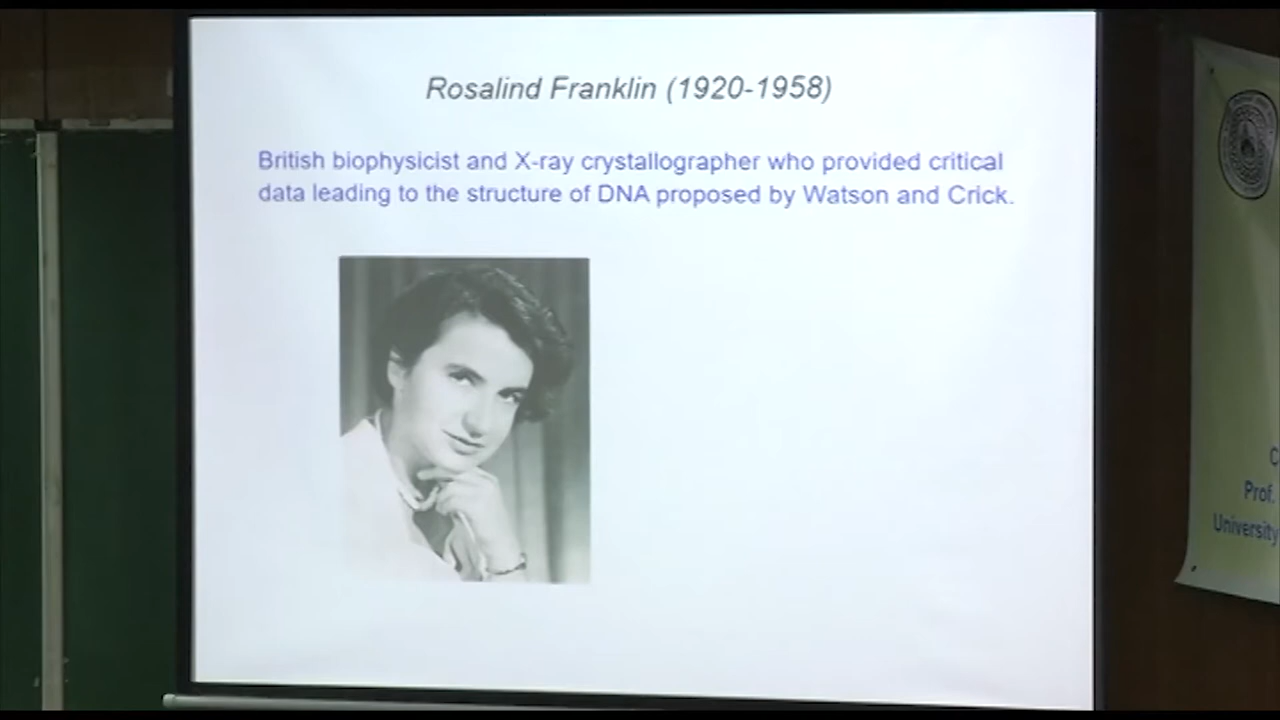 Rosalind Franklin (1920-1958)
British biophysicist and X-ray crystallographer who provided critical
data leading to the structure of DNA proposed by Watson and Crick.
Prof.
University